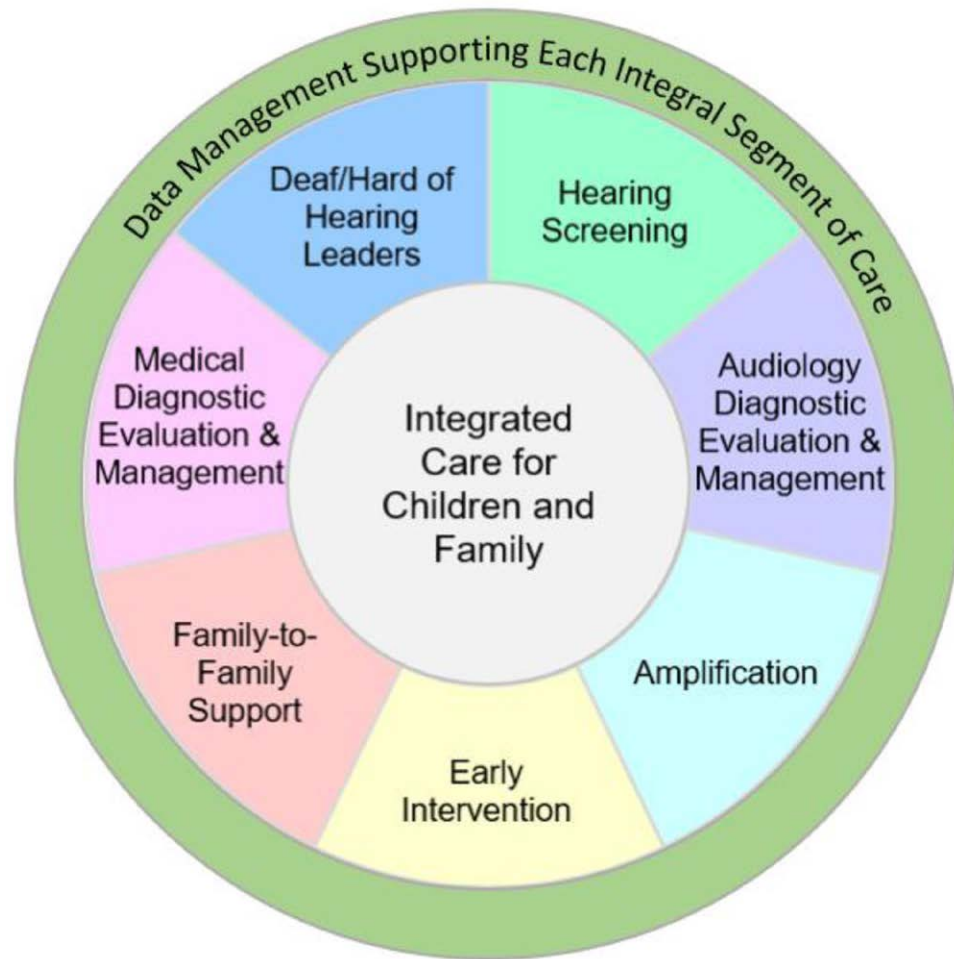 Data Management Supporting Each Integral Segment of Care
Hearing
Screening
Audiology
Diagnostic
Evaluation &
Management
Amplification
Early
Intervention
Family-to-
Family
Support
Medical
Diagnostic
Evaluation &
Management
Deaf/Hard of
Hearing
Leaders
Integrated
Care for
Children and
Family